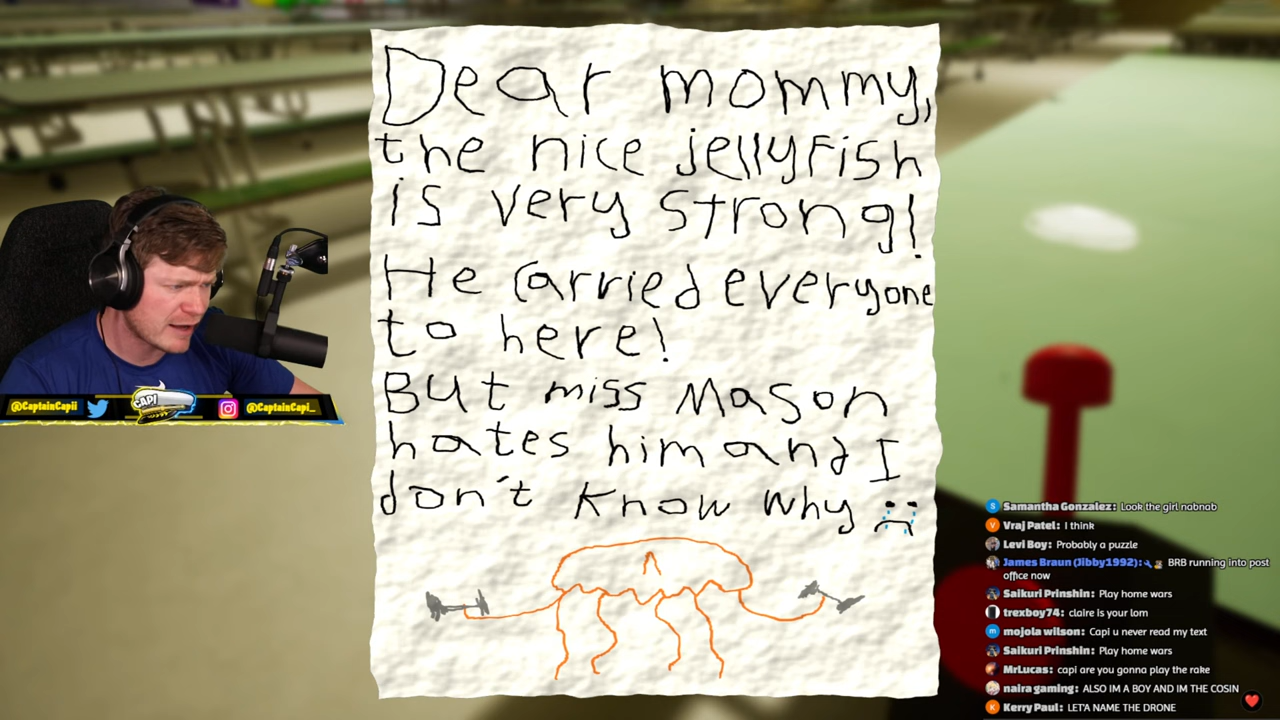 Dear mommy,
the nice jellyfish
is very strong!
He carried everyone
to here!
But miss Mason
hates him and I
don't know why
@CaptainCapii
CAPI
@CaptainCapi_
S Samantha Gonzalez: Look the girl nabnab
V Vraj Patel: I think
Levi Boy: Probably a puzzle
James Braun (Jibby1992): BRB running into post
office now
Saikuri Prinshin: Play home wars
trexboy74: claire is your lom
m mojola wilson: Capi u never read my text
Saikuri Prinshin: Play home wars
MrLucas: capi are you gonna play the rake
naira gaming: ALSO IM A BOY AND IM THE COSIN
K Kerry Paul: LET'A NAME THE DRONE